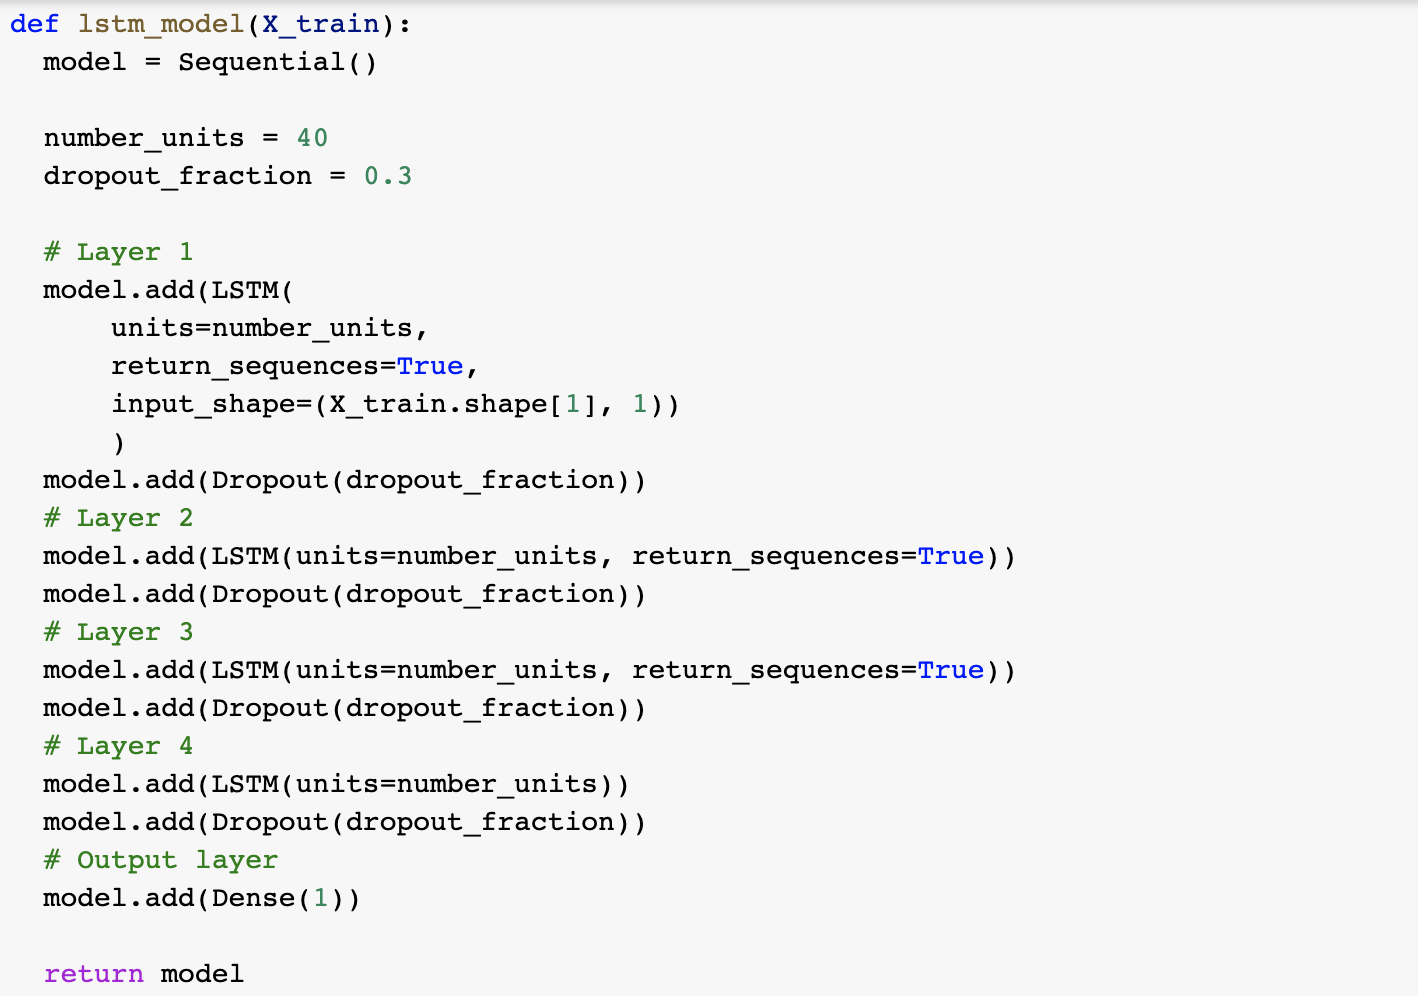 def lstm_model(X_train):
  model = Sequential()

  number_units = 40
  dropout_fraction = 0.3

  # Layer 1
  model.add(LSTM(
      units=number_units,
      return_sequences=True,
      input_shape=(X_train.shape[1], 1))
      )
  model.add(Dropout(dropout_fraction))
  # Layer 2
  model.add(LSTM(units=number_units, return_sequences=True))
  model.add(Dropout(dropout_fraction))
  # Layer 3
  model.add(LSTM(units=number_units, return_sequences=True))
  model.add(Dropout(dropout_fraction))
  # Layer 4
  model.add(LSTM(units=number_units))
  model.add(Dropout(dropout_fraction))
  # Output layer
  model.add(Dense(1))

  return model